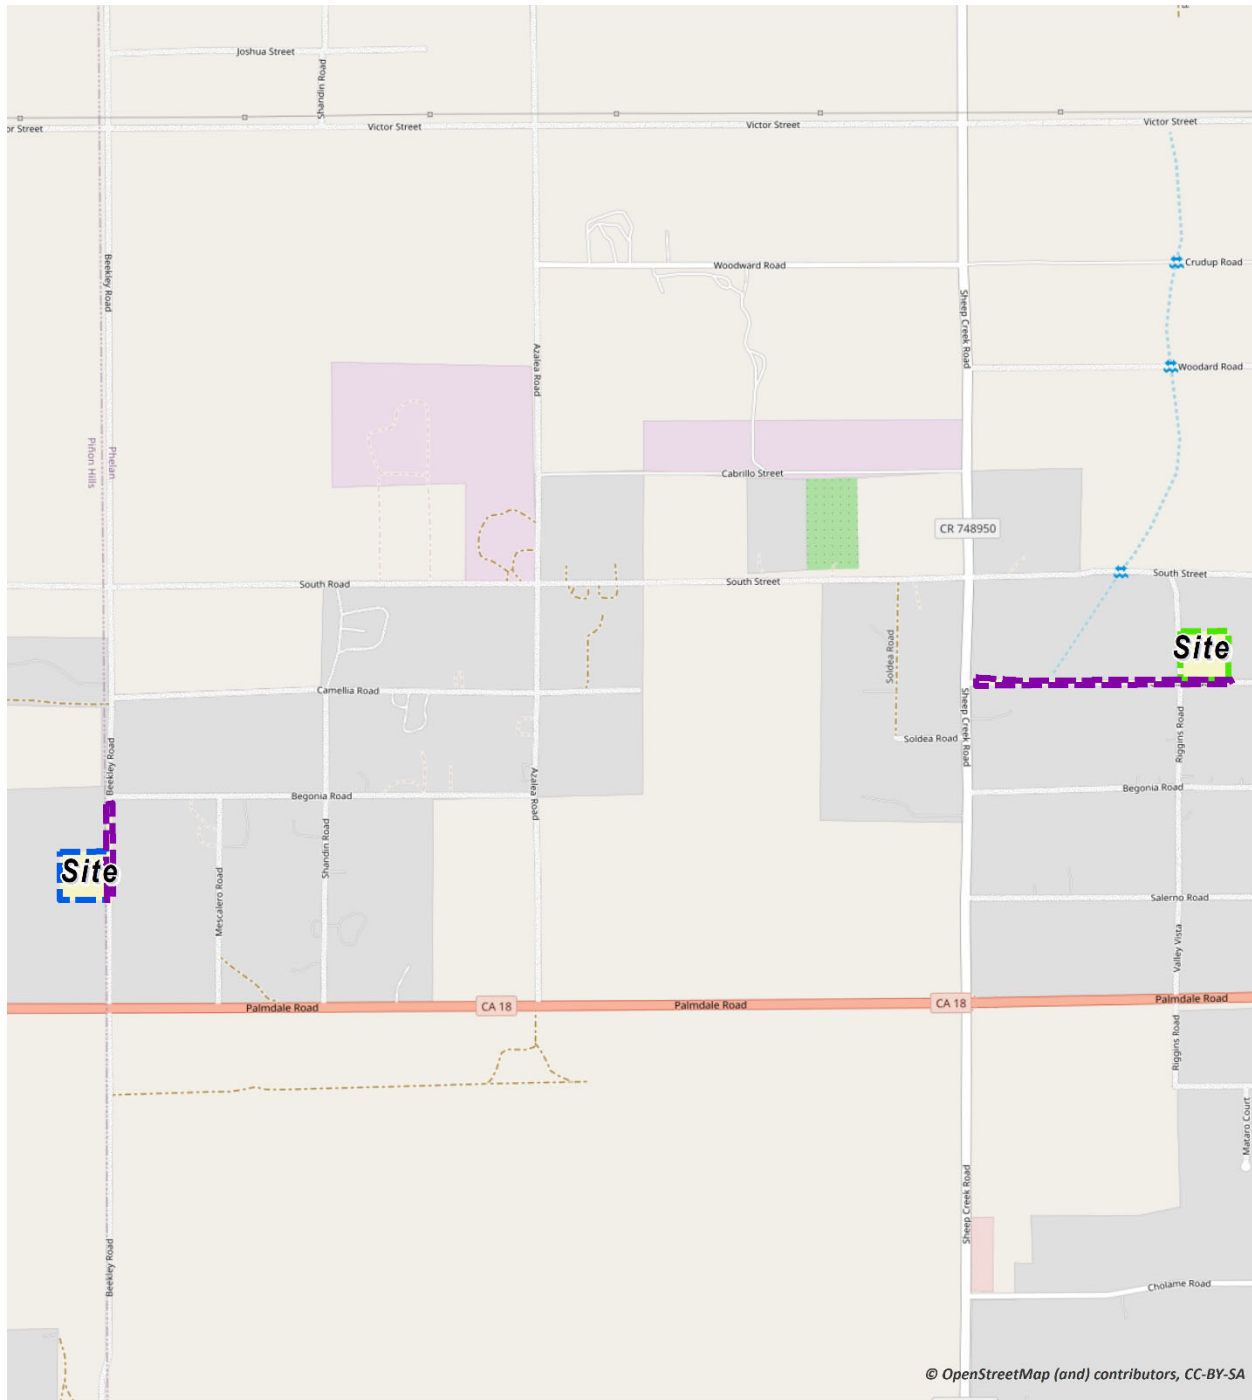 Joshua Street
Shandin Road
or Street
Victor Street
Victor Street
Victor Street
Beekley Road
Woodward Road
Crudup Road
Sheep Creek Road
Azalea Road
Woodard Road
Piñon Hills
Phelan
Cabrillo Street
CR 748950
South Road
South Street
South Street
Site
Soldea Road
Camellia Road
Sheep Creek Road
Riggins Road
Soldea Road
Beekley Road
Azalea Road
Begonia Road
Begonia Road
Shandin Road
Site
Mescalero Road
Salerno Road
Valley Vista
Palmdale Road
CA 18
Palmdale Road
CA 18
Palmdale Road
Riggins Road
Mataro Court
Sheep Creek Road
Beekley Road
Cholame Road
© OpenStreetMap (and) contributors, CC-BY-SA